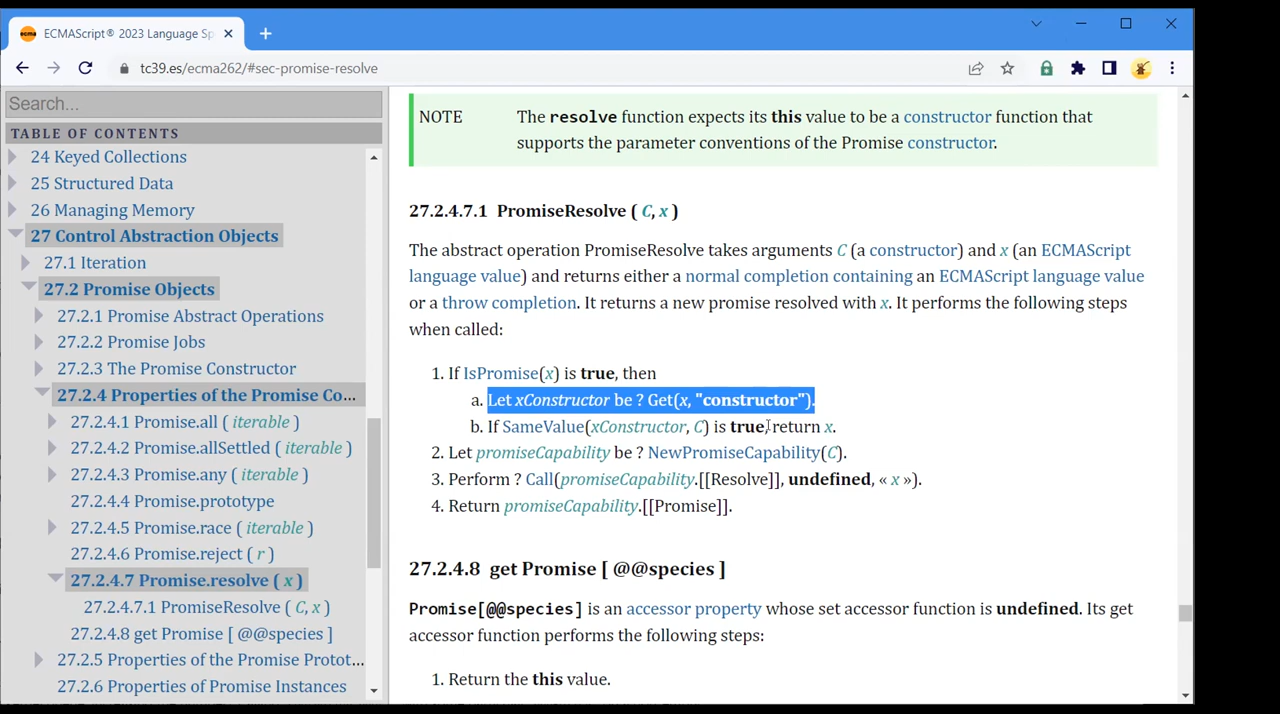 ECMAScript® 2023 Language Sp
tc39.es/ecma262/#sec-promise-resolve
Search...
TABLE OF CONTENTS
24 Keyed Collections
25 Structured Data
26 Managing Memory
27 Control Abstraction Objects
27.1 Iteration
27.2 Promise Objects
27.2.1 Promise Abstract Operations
27.2.2 Promise Jobs
27.2.3 The Promise Constructor
27.2.4 Properties of the Promise Co...
27.2.4.1 Promise.all ( iterable )
27.2.4.2 Promise.allSettled ( iterable )
27.2.4.3 Promise.any ( iterable )
27.2.4.4 Promise.prototype
27.2.4.5 Promise.race ( iterable )
27.2.4.6 Promise.reject ( r )
27.2.4.7 Promise.resolve ( x )
27.2.4.7.1 PromiseResolve ( C, x )
27.2.4.8 get Promise [ @@species ]
27.2.5 Properties of the Promise Protot...
27.2.6 Properties of Promise Instances
NOTE The resolve function expects its this value to be a constructor function that
supports the parameter conventions of the Promise constructor.
27.2.4.7.1 PromiseResolve ( C, x )
The abstract operation PromiseResolve takes arguments C (a constructor) and x (an ECMAScript
language value) and returns either a normal completion containing an ECMAScript language value
or a throw completion. It returns a new promise resolved with x. It performs the following steps
when called:
1. If IsPromise(x) is true, then
a. Let xConstructor be ? Get(x, "constructor").
b. If SameValue(xConstructor, C) is true, return x.
2. Let promiseCapability be ? NewPromiseCapability(C).
3. Perform ? Call(promiseCapability.[[Resolve]], undefined, « x »).
4. Return promiseCapability.[[Promise]].
27.2.4.8 get Promise [ @@species ]
Promise[@@species] is an accessor property whose set accessor function is undefined. Its get
accessor function performs the following steps:
1. Return the this value.